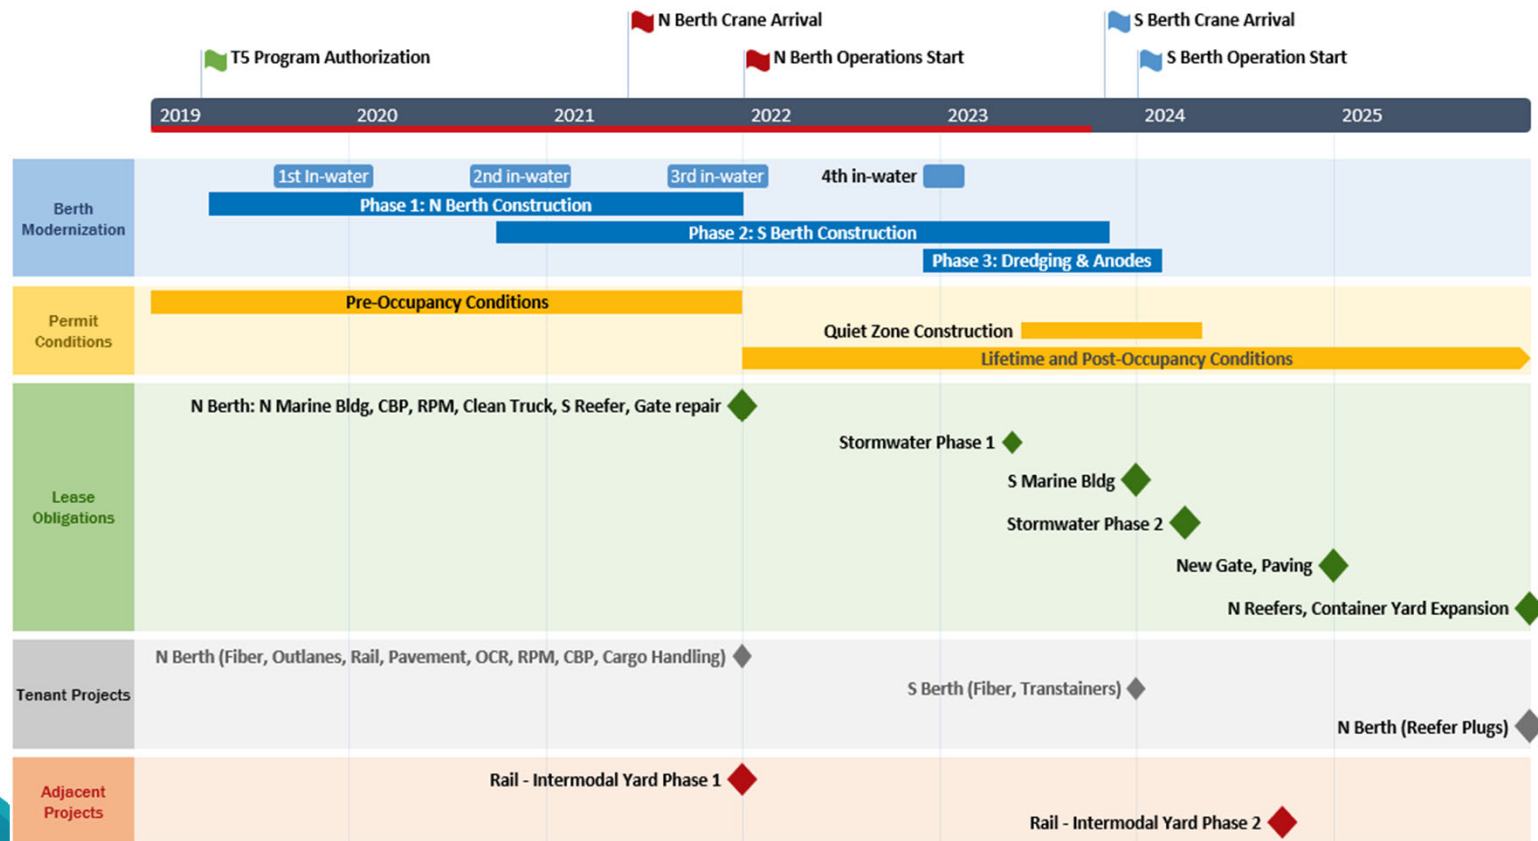 N Berth Crane Arrival
S Berth Crane Arrival
T5 Program Authorization
N Berth Operations Start
S Berth Operation Start
2019 2020 2021 2022 2023 2024 2025
Berth
Modernization
1st In-water
2nd in-water
3rd in-water
4th in-water
Phase 1: N Berth Construction
Phase 2: S Berth Construction
Phase 3: Dredging & Anodes
Permit
Conditions
Pre-Occupancy Conditions
Quiet Zone Construction
Lifetime and Post-Occupancy Conditions
Lease
Obligations
N Berth: N Marine Bldg, CBP, RPM, Clean Truck, S Reefer, Gate repair
Stormwater Phase 1
S Marine Bldg
Stormwater Phase 2
New Gate, Paving
N Reefers, Container Yard Expansion
Tenant Projects
N Berth (Fiber, Outlanes, Rail, Pavement, OCR, RPM, CBP, Cargo Handling)
S Berth (Fiber, Transtainers)
N Berth (Reefer Plugs)
Adjacent
Projects
Rail - Intermodal Yard Phase 1
Rail - Intermodal Yard Phase 2